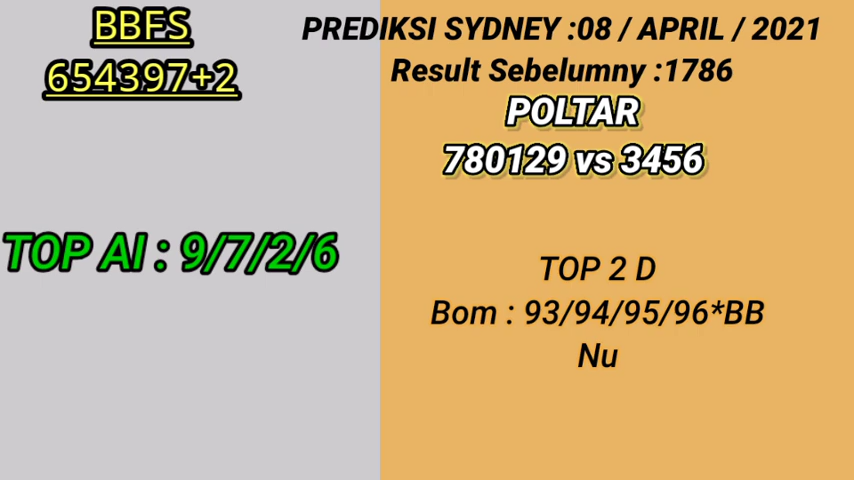 BBFS
654397+2
PREDIKSI SYDNEY :08 / APRIL / 2021
Result Sebelumny :1786
POLTAR
780129 vs 3456
TOP AI : 9/7/2/6
TOP 2 D
Bom : 93/94/95/96*BB
Nu